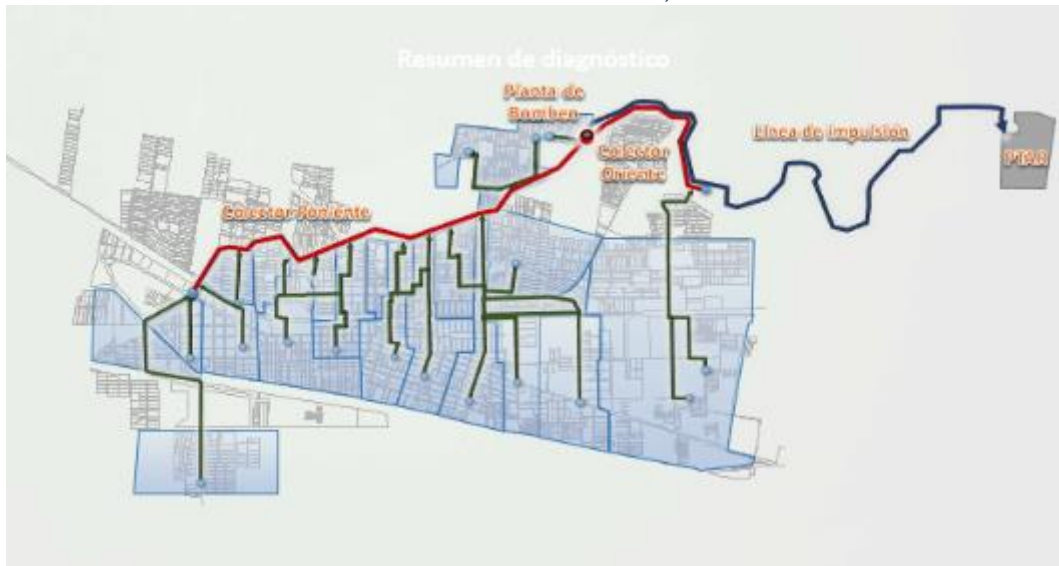 Resumen de diagnóstico
Planta de
Bombeo
Colector
Oriente
Línea de impulsión
PTAR
Colector Poniente